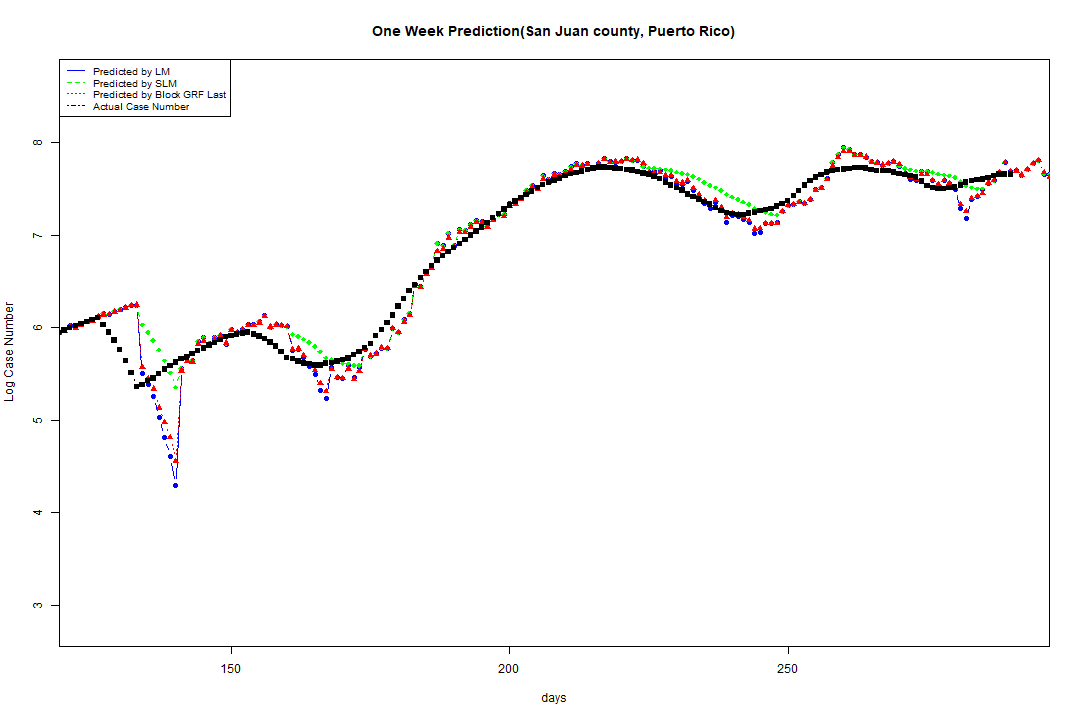 One Week Prediction(San Juan county, Puerto Rico)
Predicted by LM
Predicted by SLM
Predicted by Block GRF Last
Actual Case Number
Log Case Number
8
7
6
5
4
3
150 200 250
days